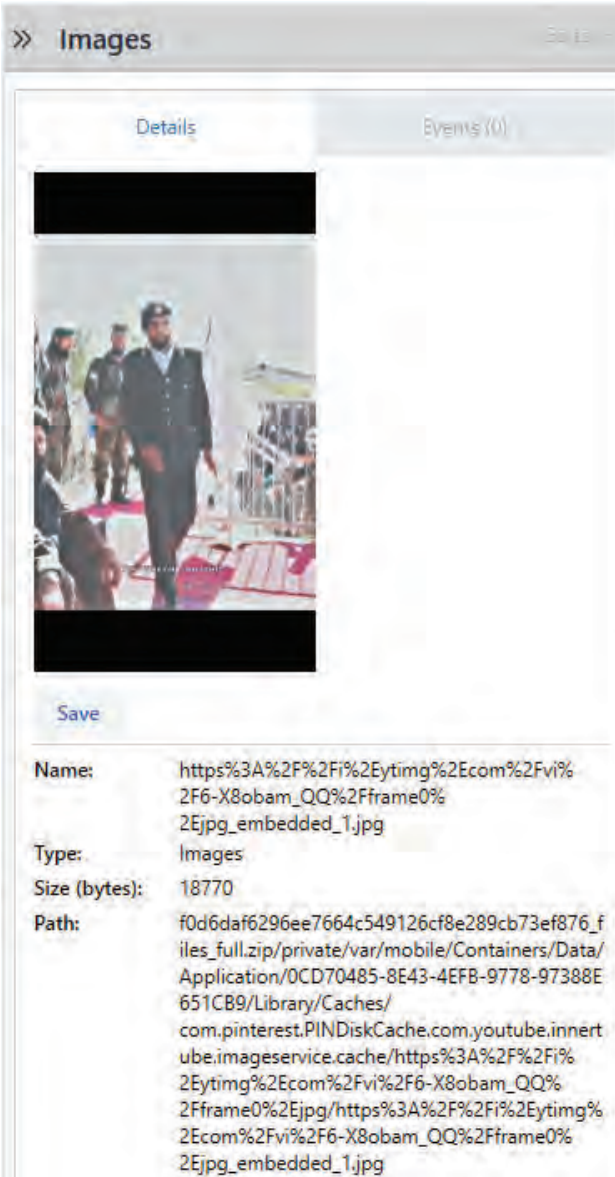 » Images
Details
Events (0)
Save
Name: https%3A%2F%2Fi%2Eytimg%2Ecom%2Fvi%
2F6-X8obam_QQ%2Fframe0%
2Ejpg_embedded_1.jpg
Type: Images
Size (bytes): 18770
Path: f0d6daf6296ee7664c549126cf8e289cb73ef876_f
iles_full.zip/private/var/mobile/Containers/Data/
Application/0CD70485-8E43-4EFB-9778-97388E
651CB9/Library/Caches/
com.pinterest.PINDiskCache.com.youtube.innert
ube.imageservice.cache/https%3A%2F%2Fi%
2Eytimg%2Ecom%2Fvi%2F6-X8obam_QQ%
2Fframe0%2Ejpg/https%3A%2F%2Fi%2Eytimg%
2Ecom%2Fvi%2F6-X8obam_QQ%2Fframe0%
2Ejpg_embedded_1.jpg